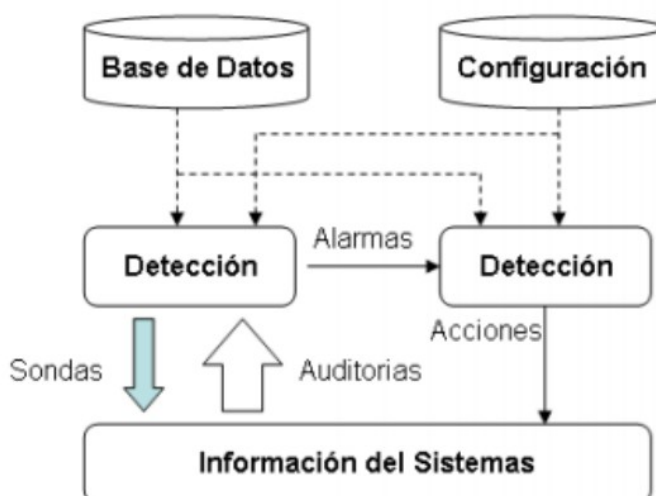 Base de Datos
Configuración
Alarmas
Detección
Detección
Acciones
Sondas
Auditorias
Información del Sistemas